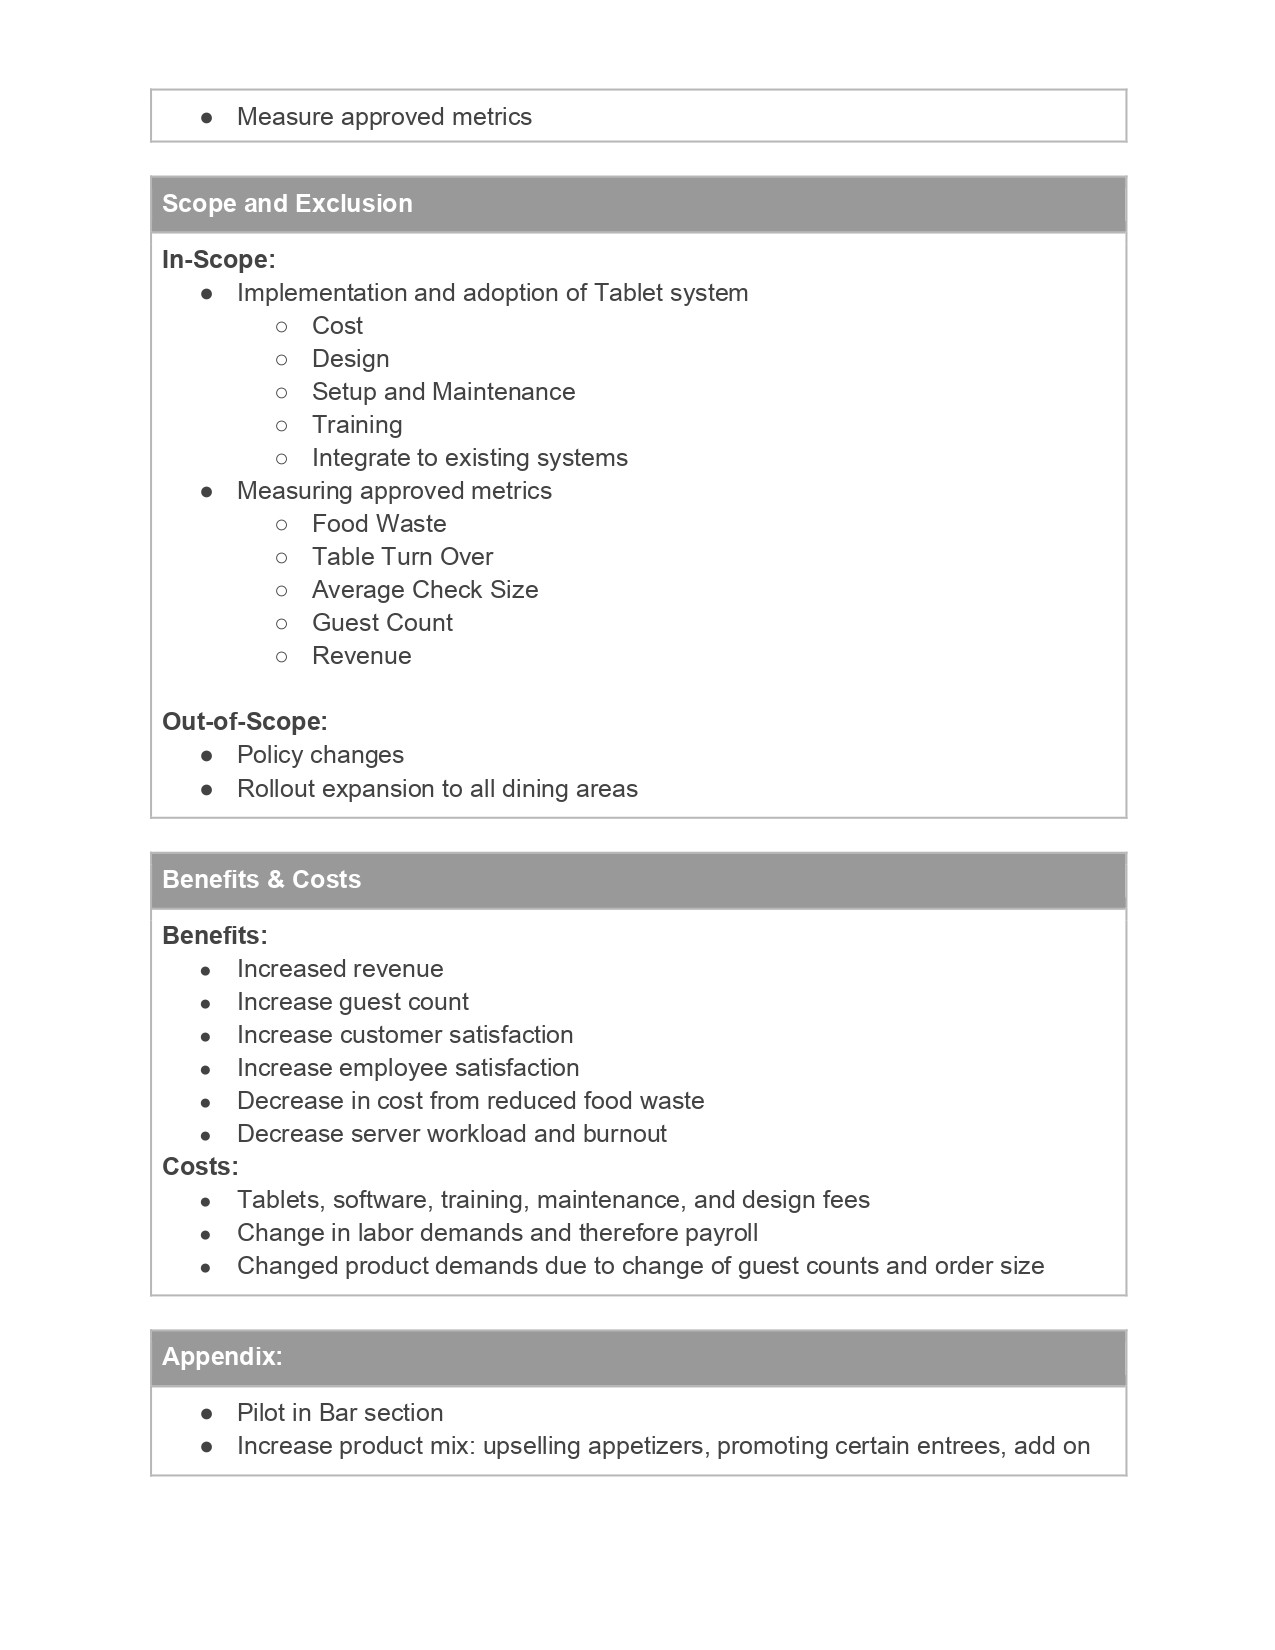 ● Measure approved metrics
Scope and Exclusion
In-Scope:
● Implementation and adoption of Tablet system
○ Cost
○ Design
○ Setup and Maintenance
○ Training
○ Integrate to existing systems
● Measuring approved metrics
○ Food Waste
○ Table Turn Over
○ Average Check Size
○ Guest Count
○ Revenue
Out-of-Scope:
● Policy changes
● Rollout expansion to all dining areas
Benefits & Costs
Benefits:
● Increased revenue
● Increase guest count
● Increase customer satisfaction
● Increase employee satisfaction
● Decrease in cost from reduced food waste
● Decrease server workload and burnout
Costs:
● Tablets, software, training, maintenance, and design fees
● Change in labor demands and therefore payroll
● Changed product demands due to change of guest counts and order size
Appendix:
● Pilot in Bar section
● Increase product mix: upselling appetizers, promoting certain entrees, add on